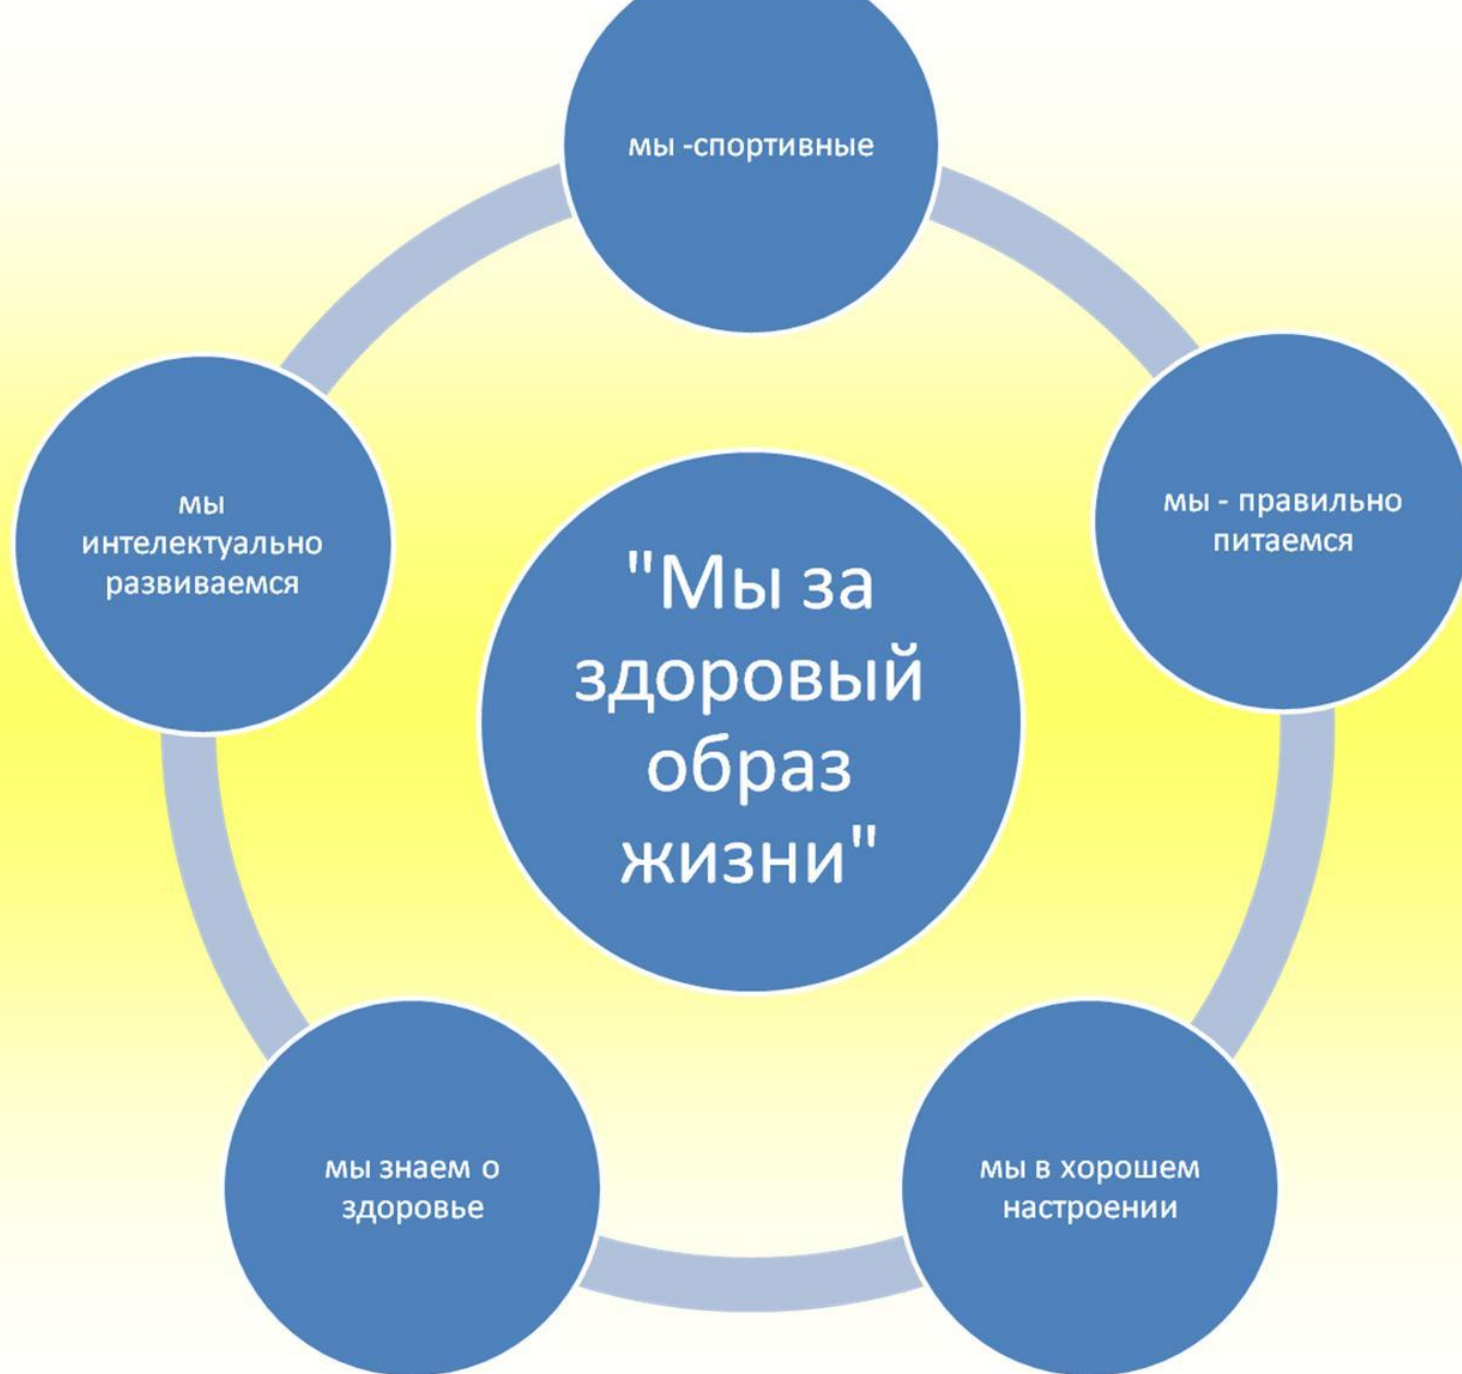 мы -спортивные
мы - правильно
питаемся
мы в хорошем
настроении
мы знаем о
здоровье
мы
интелектуально
развиваемся
"Мы за
здоровый
образ
жизни"